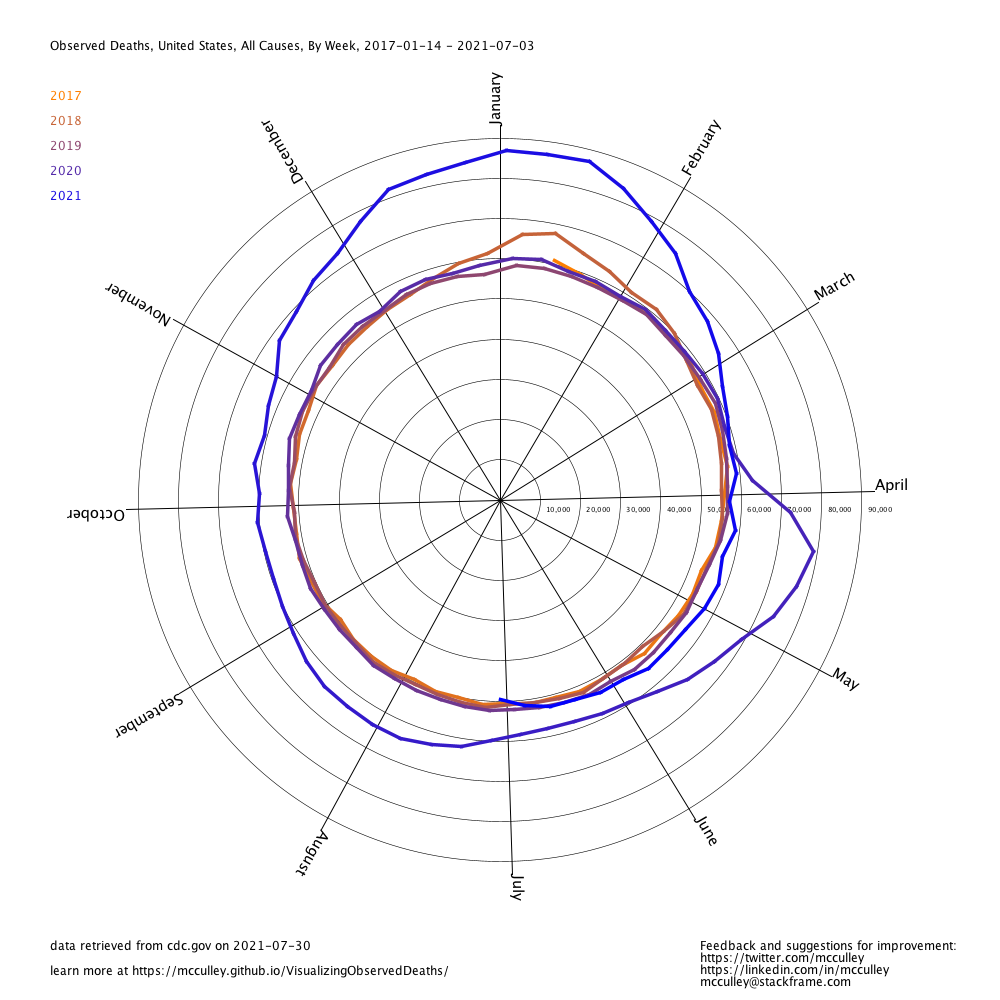 Observed Deaths, United States, All Causes, By Week, 2017-01-14 - 2021-07-03
2017
2018
2019
2020
2021
January
February
March
April
May
June
July
August
September
October
November
December
10,000
20,000
30,000
40,000
50,000
60,000
70,000
80,000
90,000
data retrieved from cdc.gov on 2021-07-30
learn more at https://mcculley.github.io/VisualizingObservedDeaths/
Feedback and suggestions for improvement:
https://twitter.com/mcculley
https://linkedin.com/in/mcculley
mcculley@stackframe.com